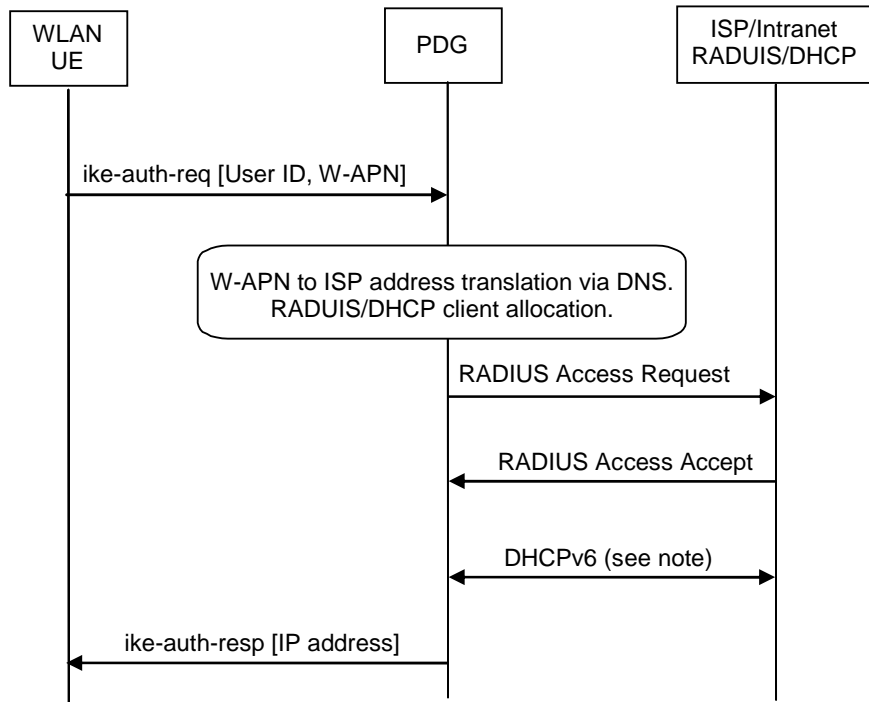 WLAN
UE
PDG
ISP/Intranet
RADUIS/DHCP
ike-auth-req [User ID, W-APN]
W-APN to ISP address translation via DNS.
RADUIS/DHCP client allocation.
RADIUS Access Request
RADIUS Access Accept
DHCPv6 (see note)
ike-auth-resp [IP address]